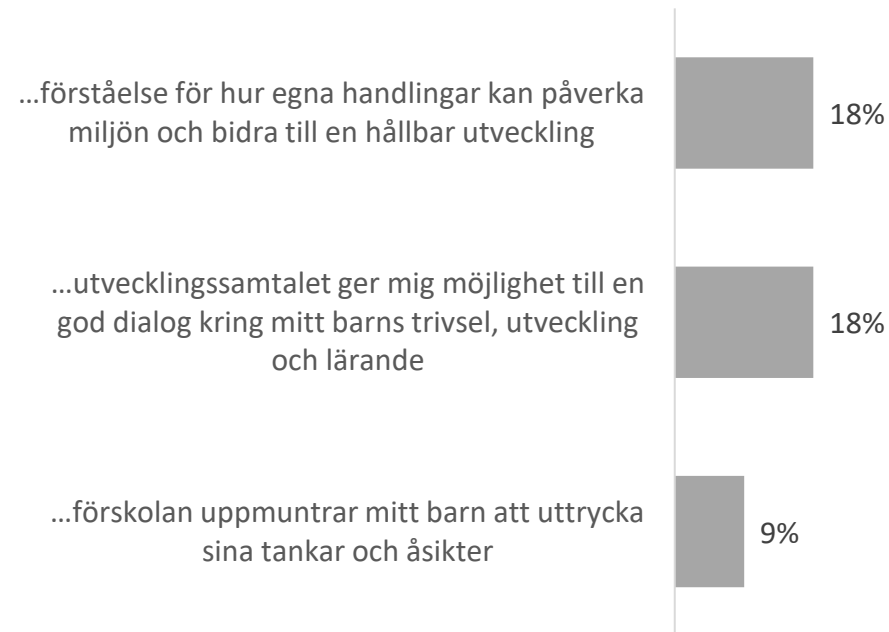 ...förståelse för hur egna handlingar kan påverka
miljön och bidra till en hållbar utveckling
18%
...utvecklingssamtalet ger mig möjlighet till en
god dialog kring mitt barns trivsel, utveckling
och lärande
18%
...förskolan uppmuntrar mitt barn att uttrycka
sina tankar och åsikter
9%